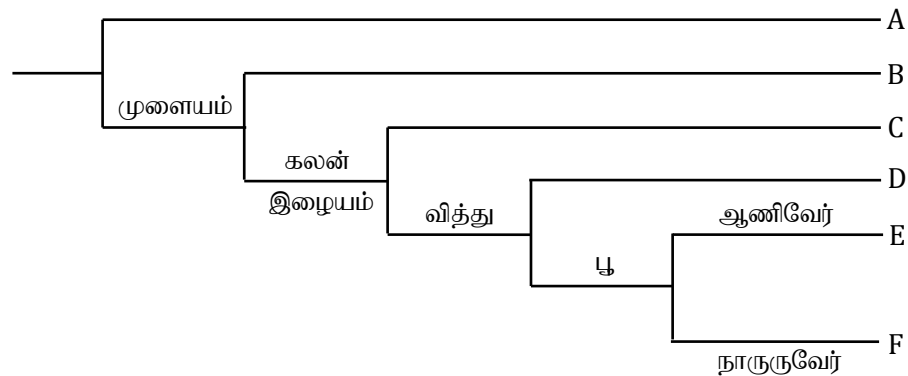 A
முளையம்
B
கலன்
இழையம்
C
வித்து
D
பூ
ஆணிவேர்
E
நாருருவேர்
F